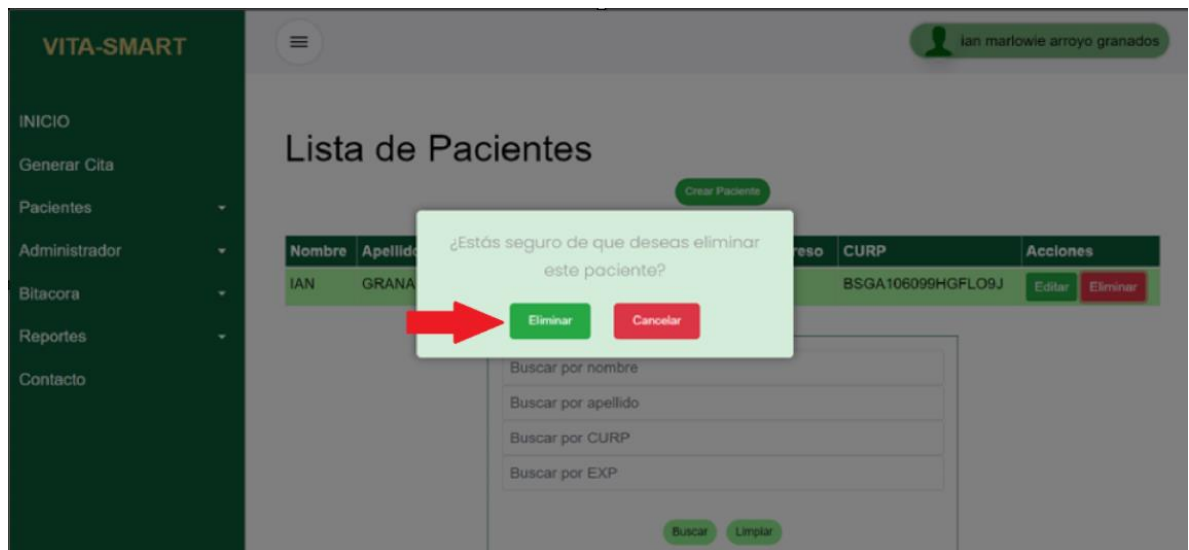 VITA-SMART
ian marlowie arroyo granados
INICIO
Generar Cita
Pacientes
Administrador
Bitacora
Reportes
Contacto
Lista de Pacientes
Crear Paciente
¿Estás seguro de que deseas eliminar
este paciente?
Eliminar Cancelar
Nombre Apellido reso CURP Acciones
IAN GRANA BSGA106099HGFLO9J Editar Eliminar
Buscar por nombre
Buscar por apellido
Buscar por CURP
Buscar por EXP
Buscar Limpiar